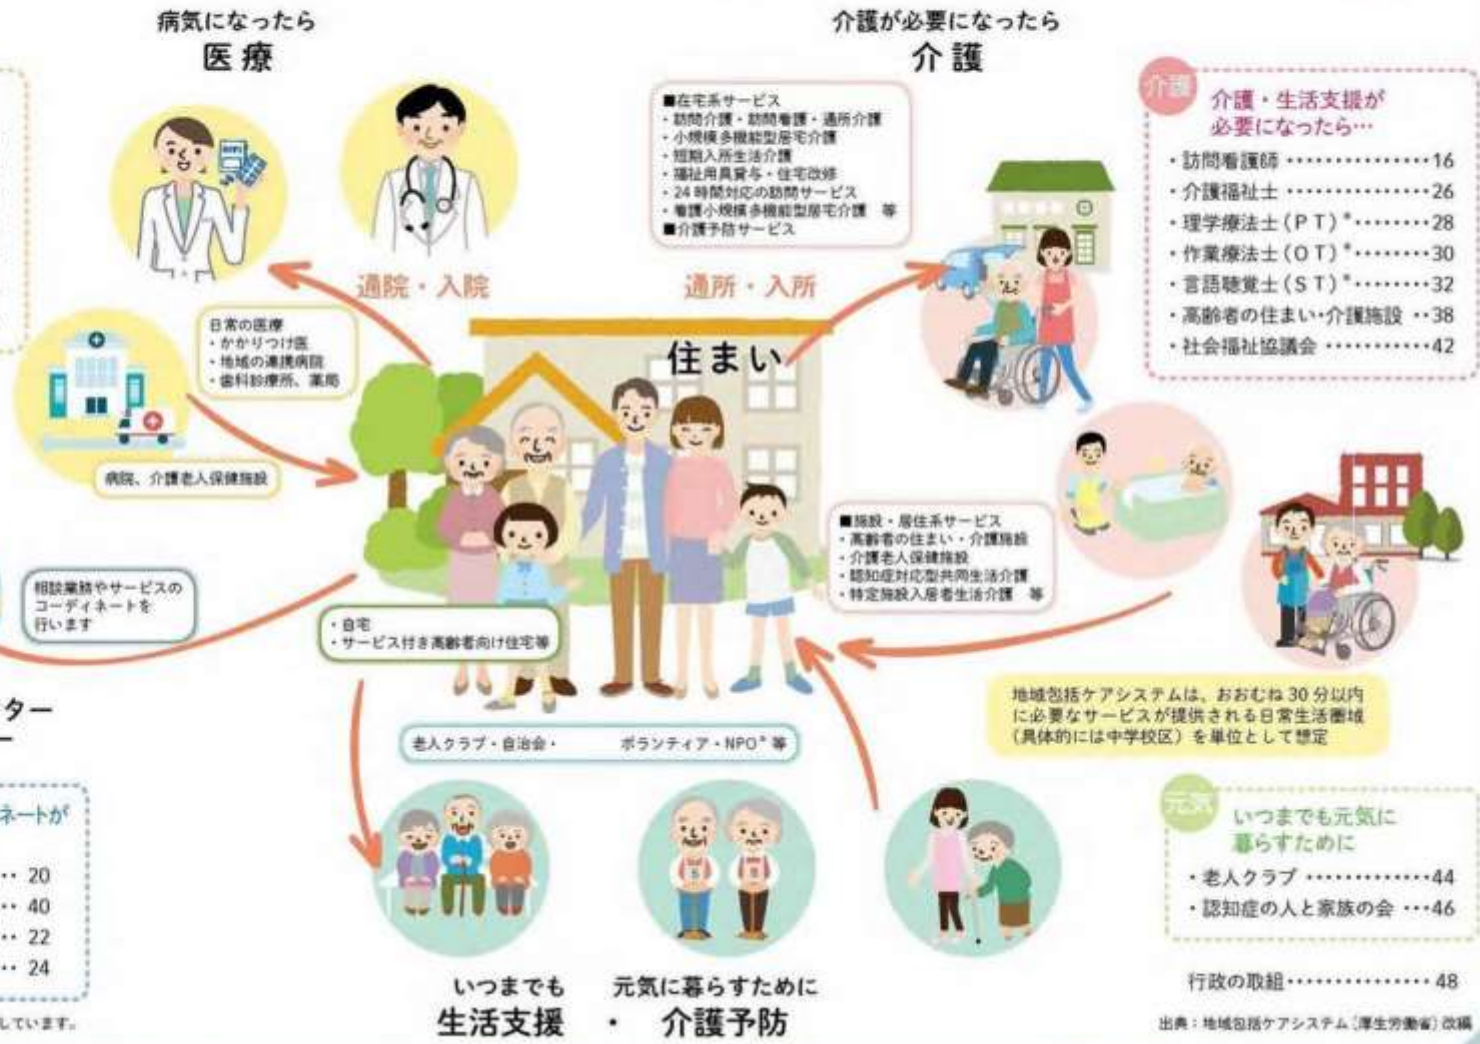 病気になったら
医療
介護が必要になったら
介護
■在宅系サービス
・訪問介護・訪問看護・通所介護
・小規模多機能型居宅介護
・短期入所生活介護
・福祉用具貸与・住宅改修
・24時間対応の訪問サービス
・看護小規模多機能型居宅介護 等
■介護予防サービス
介護
介護・生活支援が
必要になったら…
・訪問看護師 ……………16
・介護福祉士 ……………26
・理学療法士(PT)*………28
・作業療法士(OT)*………30
・言語聴覚士(ST)*………32
・高齢者の住まい・介護施設 ‥38
・社会福祉協議会 …………42
通院・入院
通所・入所
日常の医療
・かかりつけ医
・地域の連携病院
・歯科診療所、薬局
住まい
病院、介護老人保健施設
■施設・居住系サービス
・高齢者の住まい・介護施設
・介護老人保健施設
・認知症対応型共同生活介護
・特定施設入居者生活介護 等
相談業務やサービスの
コーディネートを
行います
・自宅
・サービス付き高齢者向け住宅等
地域包括ケアシステムは、おおむね30分以内
に必要なサービスが提供される日常生活圏域
(具体的には中学校区)を単位として想定
ター
ー
老人クラブ・自治会・ ボランティア・NPO*等
ネートが
‥ 20
‥ 40
‥ 22
‥ 24
しています。
元気
いつまでも元気に
暮らすために
・老人クラブ …………44
・認知症の人と家族の会 …46
行政の取組……………48
出典:地域包括ケアシステム(厚生労働省)改編
いつまでも 元気に暮らすために
生活支援 ・ 介護予防